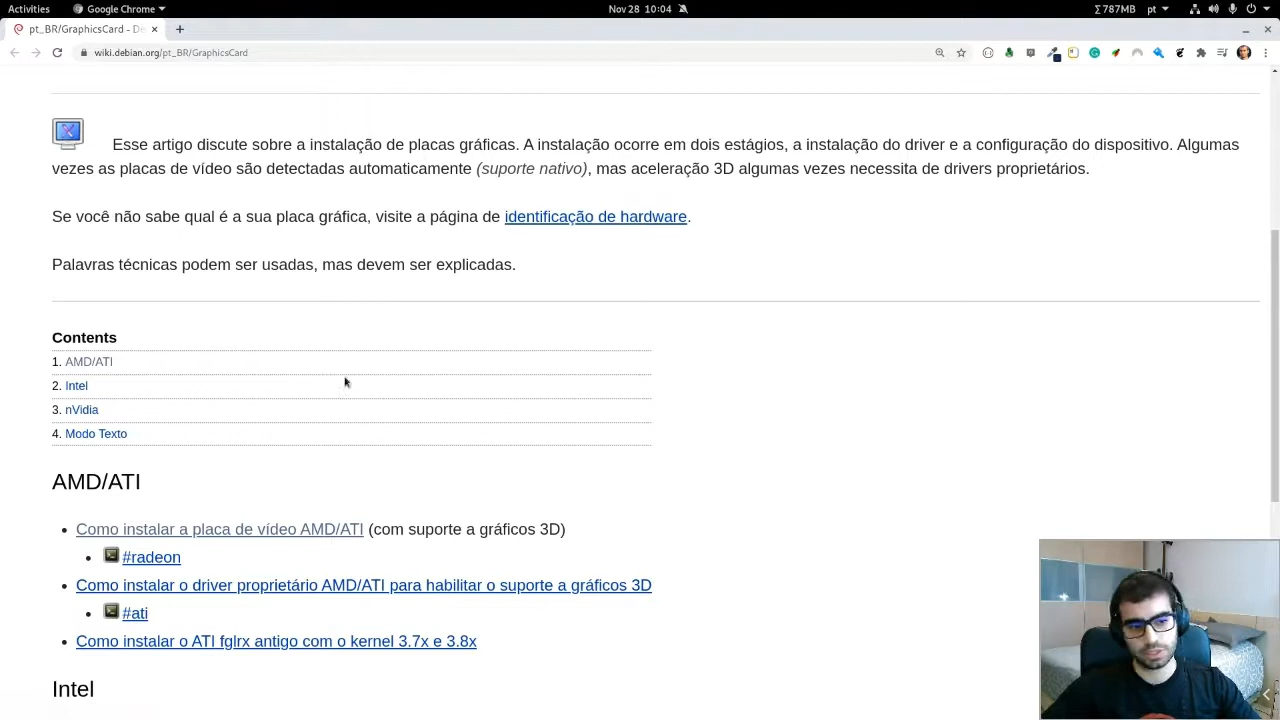 Activities
Google Chrome
Nov 28 10:04
∑787MB
pt
pt_BR/GraphicsCard - De
wiki.debian.org/pt_BR/GraphicsCard
Esse artigo discute sobre a instalação de placas gráficas. A instalação ocorre em dois estágios, a instalação do driver e a configuração do dispositivo. Algumas
vezes as placas de vídeo são detectadas automaticamente (suporte nativo), mas aceleração 3D algumas vezes necessita de drivers proprietários.
Se você não sabe qual é a sua placa gráfica, visite a página de identificação de hardware.
Palavras técnicas podem ser usadas, mas devem ser explicadas.
Contents
1. AMD/ATI
2. Intel
3. nVidia
4. Modo Texto
AMD/ATI
Como instalar a placa de vídeo AMD/ATI (com suporte a gráficos 3D)
#radeon
Como instalar o driver proprietário AMD/ATI para habilitar o suporte a gráficos 3D
#ati
Como instalar o ATI fglrx antigo com o kernel 3.7x e 3.8x
Intel